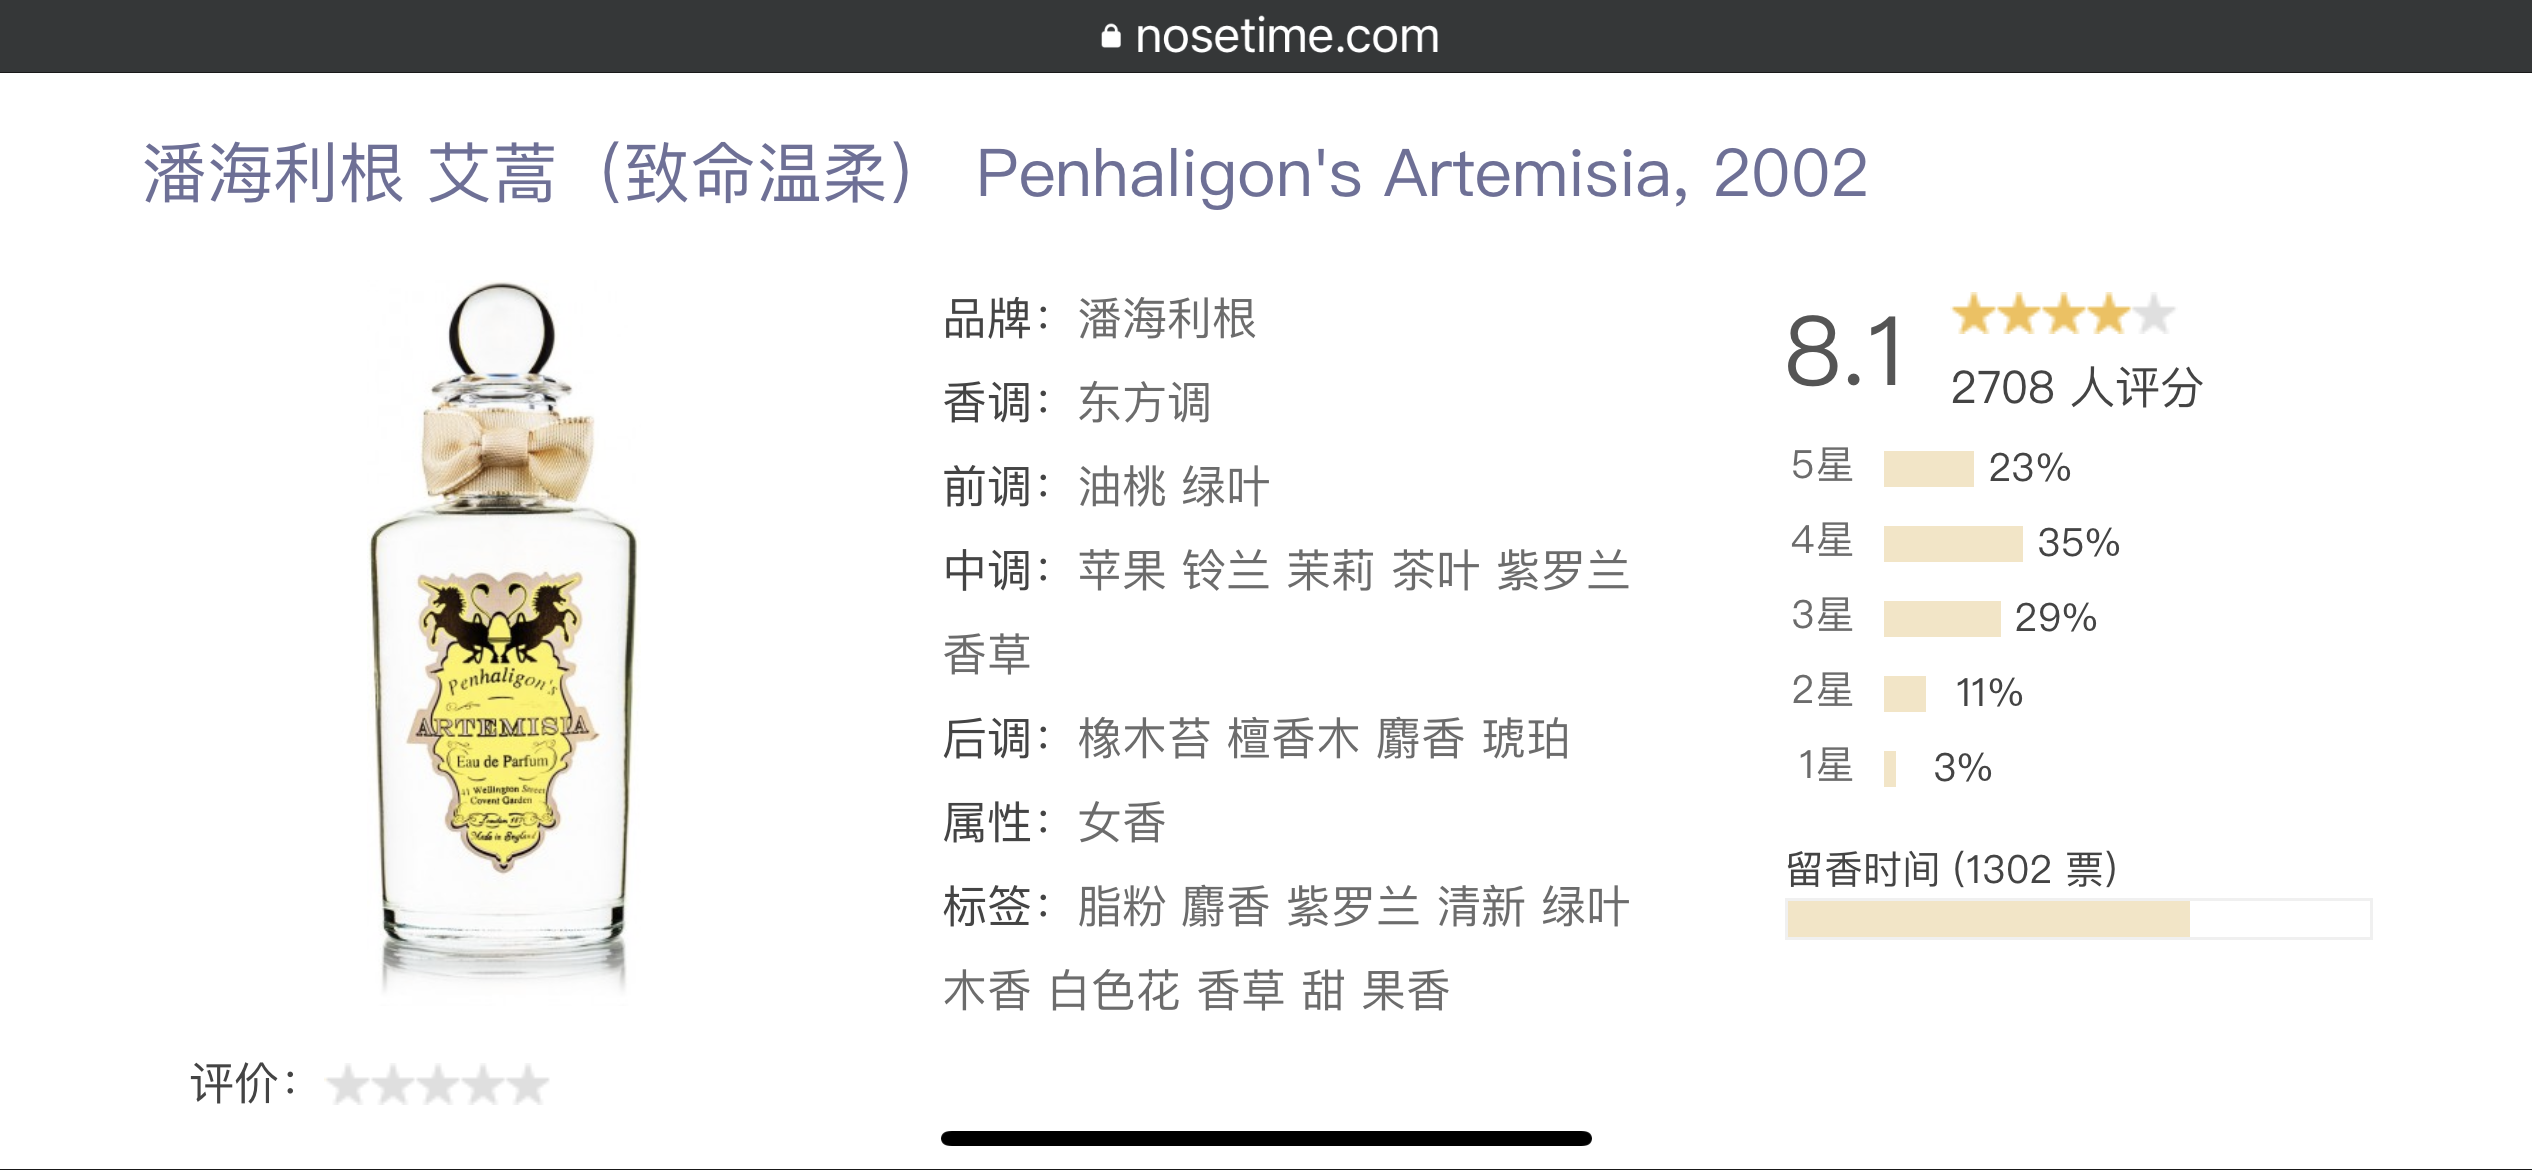 nosetime.com
潘海利根 艾蒿（致命温柔） Penhaligon's Artemisia, 2002
Penhaligon's
ARTEMISIA
Eau de Parfum
41 Wellington Street
Covent Garden
Made in England
评价：
品牌：潘海利根
香调：东方调
前调：油桃 绿叶
中调：苹果 铃兰 茉莉 茶叶 紫罗兰
香草
后调：橡木苔 檀香木 麝香 琥珀
属性：女香
标签：脂粉 麝香 紫罗兰 清新 绿叶
木香 白色花 香草 甜 果香
8.1
2708 人评分
5星 23%
4星 35%
3星 29%
2星 11%
1星 3%
留香时间 (1302 票)